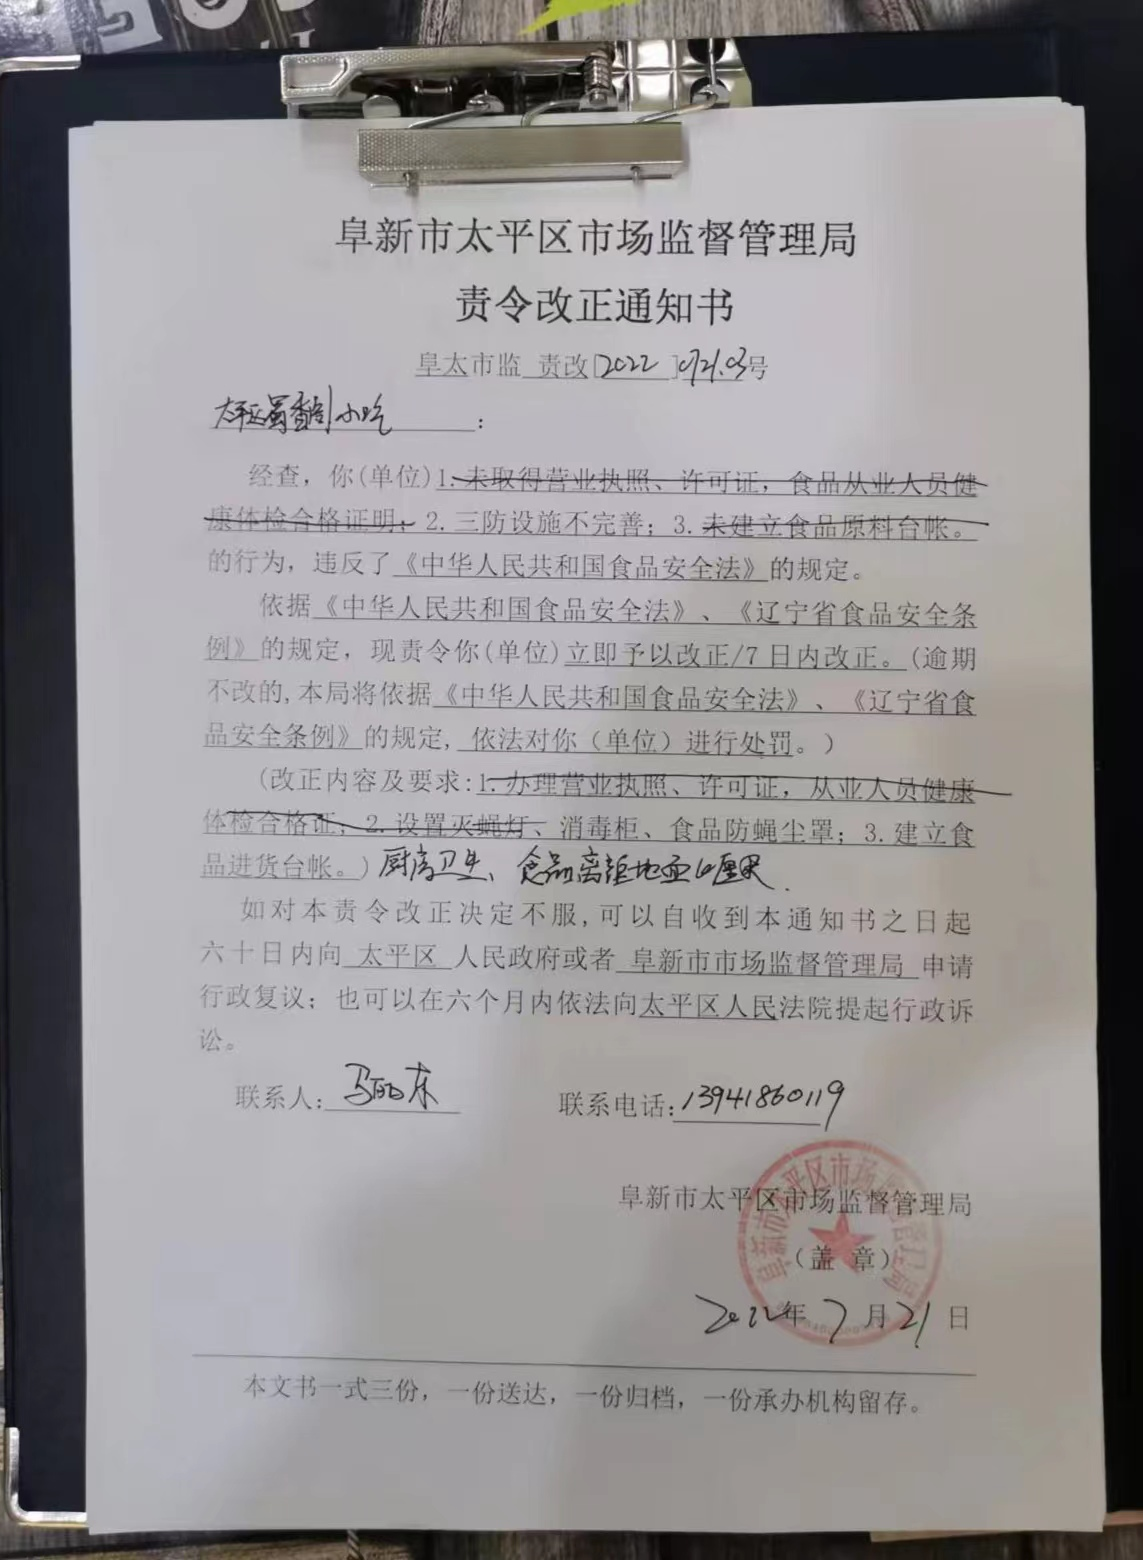 阜新市太平区市场监督管理局
责令改正通知书
阜太市监 责改[2022]072103号
太平区蜀香制小吃：
经查，你(单位)1.未取得营业执照、许可证，食品从业人员健
康体检合格证明；2.三防设施不完善；3.未建立食品原料台帐。
的行为，违反了《中华人民共和国食品安全法》的规定。
依据《中华人民共和国食品安全法》、《辽宁省食品安全条
例》的规定，现责令你(单位)立即予以改正/7日内改正。(逾期
不改的,本局将依据《中华人民共和国食品安全法》、《辽宁省食
品安全条例》的规定,依法对你（单位）进行处罚。）
(改正内容及要求:1.办理营业执照、许可证，从业人员健康
体检合格证；2.设置灭蝇灯、消毒柜、食品防蝇尘罩；3.建立食
品进货台帐。)厨房卫生、食品离距地面10厘米.
如对本责令改正决定不服,可以自收到本通知书之日起
六十日内向 太平区 人民政府或者 阜新市市场监督管理局 申请
行政复议；也可以在六个月内依法向太平区人民法院提起行政诉
讼。
联系人:马丽东 联系电话:13941860119
阜新市太平区市场监督管理局
（盖 章）
2022年7月21日
本文书一式三份，一份送达，一份归档，一份承办机构留存。